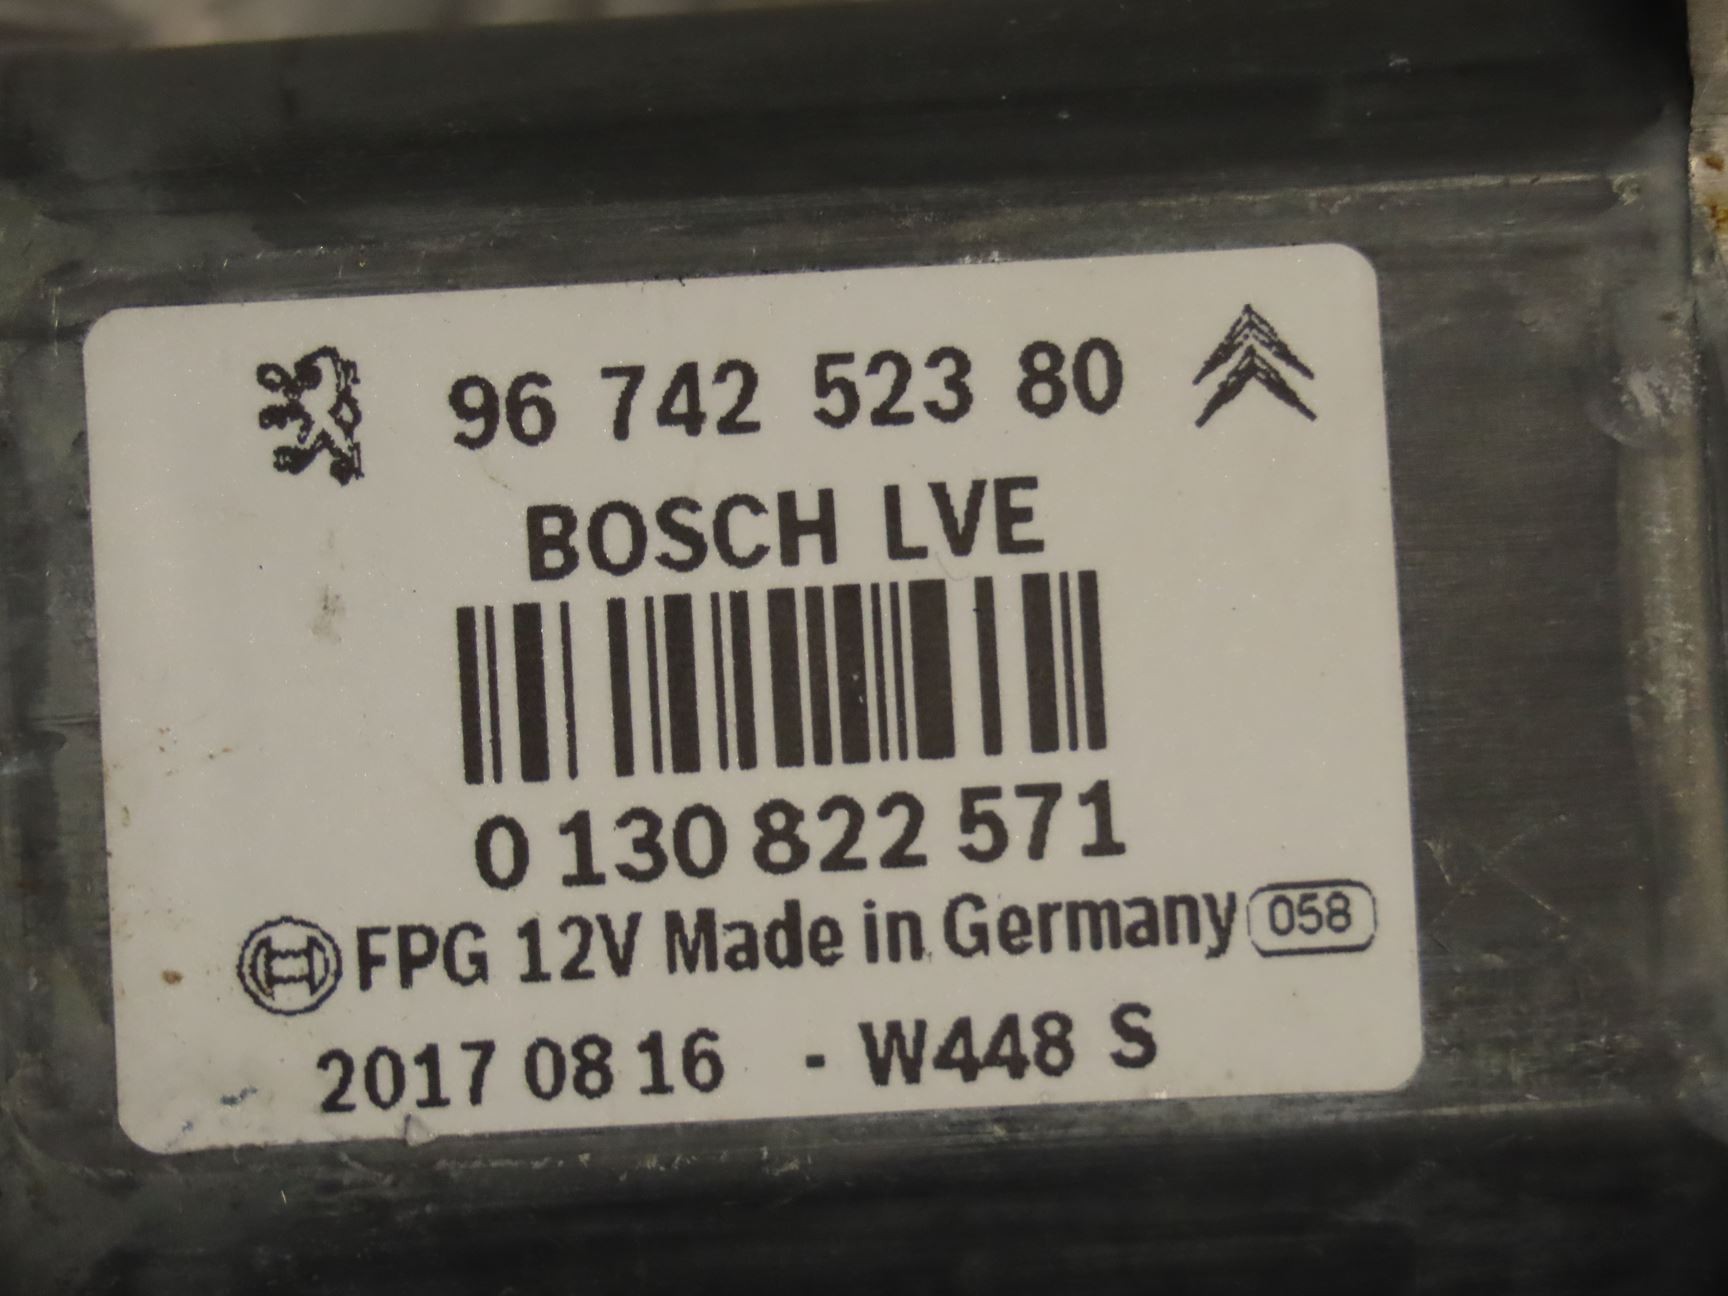 96 742 523 80
BOSCH LVE
0 130 822 571
FPG 12V Made in Germany 058
2017 08 16 - W448 S